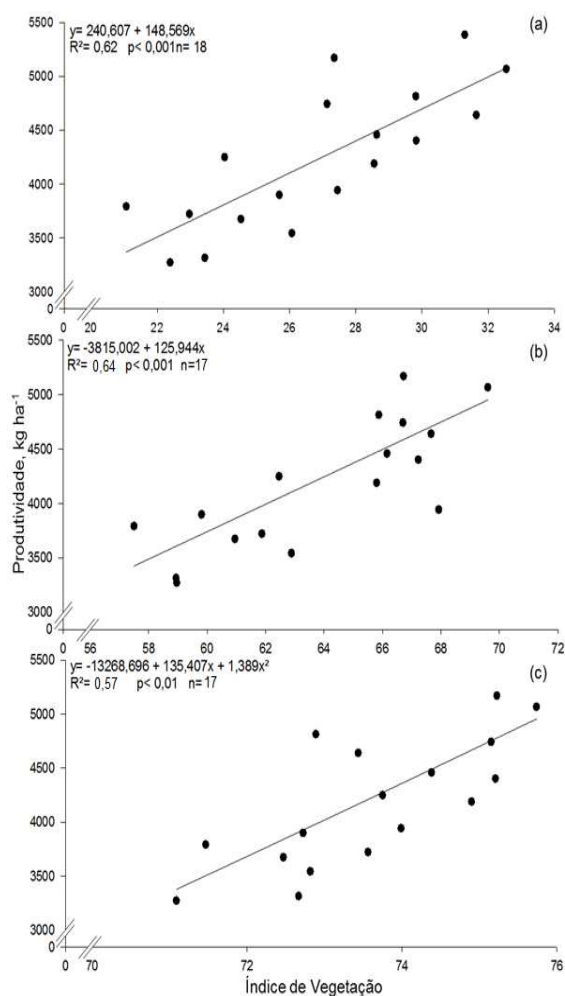 5500
y= 240,607 + 148,569x (a)
R²= 0,62 p< 0,001n= 18
5000
4500
4000
3500
3000
0
0 20 22 24 26 28 30 32 34
5500
y= -3815,002 + 125,944x (b)
R²= 0,64 p< 0,001 n=17
5000
4500
4000
3500
3000
0
0 56 58 60 62 64 66 68 70 72
Produtividade, kg ha⁻¹
5500
y= -13268,696 + 135,407x + 1,389x² (c)
R²= 0,57 p< 0,01 n=17
5000
4500
4000
3500
3000
0
0 70 72 74 76
Índice de Vegetação